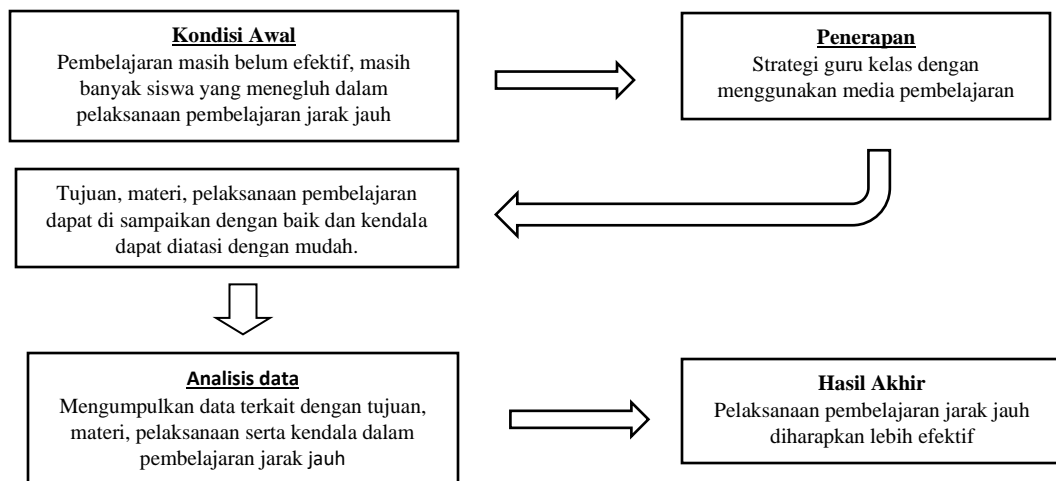 Kondisi Awal
Pembelajaran masih belum efektif, masih
banyak siswa yang menegluh dalam
pelaksanaan pembelajaran jarak jauh
Penerapan
Strategi guru kelas dengan
menggunakan media pembelajaran
Tujuan, materi, pelaksanaan pembelajaran
dapat di sampaikan dengan baik dan kendala
dapat diatasi dengan mudah.
Analisis data
Mengumpulkan data terkait dengan tujuan,
materi, pelaksanaan serta kendala dalam
pembelajaran jarak jauh
Hasil Akhir
Pelaksanaan pembelajaran jarak jauh
diharapkan lebih efektif